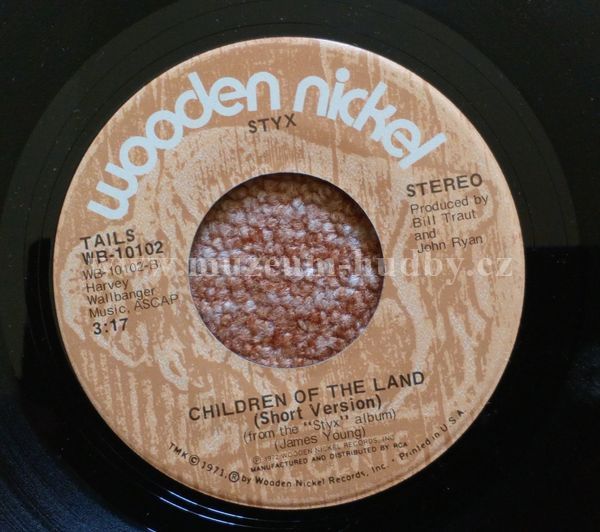 wooden nickel
STYX
STEREO
Produced by
Bill Traut
and
John Ryan
TAILS
WB-10102
WB-10102-B
Harvey
Wallbanger
Music, ASCAP
3:17
www.muzeum-hudby.cz
CHILDREN OF THE LAND
(Short Version)
(from the "Styx" album)
(James Young)
℗ 1972 WOODEN NICKEL RECORDS, INC.
MANUFACTURED AND DISTRIBUTED BY RCA
TMK © 1971, ® by Wooden Nickel Records, Inc. • Printed in U.S.A.